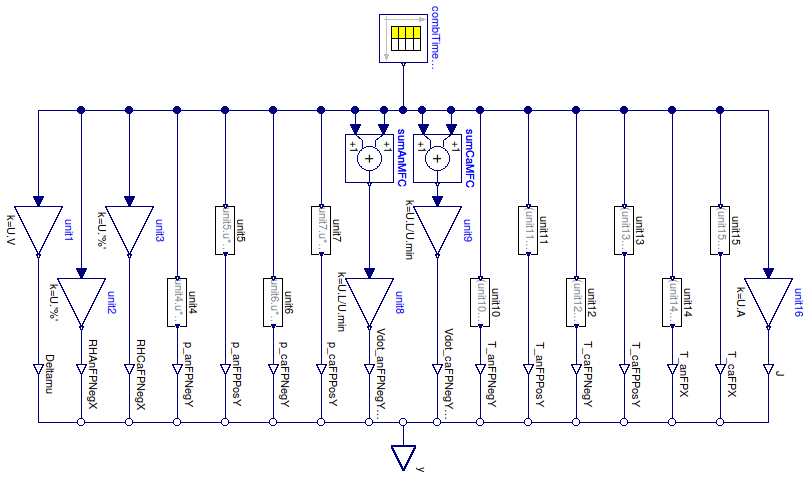 combiTime...
sumAnMFC
+1
+1
+
sumCaMFC
+1
+1
+
unit1
k=U.V
unit2
k=U.'%'
unit3
k=U.'%'
unit4
unit4.u*...
unit5
unit5.u*...
unit6
unit6.u*...
unit7
unit7.u*...
unit8
k=U.L/U.min
unit9
k=U.L/U.min
unit10
unit10...
unit11
unit11...
unit12
unit12...
unit13
unit13...
unit14
unit14...
unit15
unit15...
unit16
k=U.A
Deltamu
RHAnFPNegX
RHCaFPNegX
p_anFPNegY
p_anFPPosY
p_caFPNegY
p_caFPPosY
Vdot_anFPNegY...
Vdot_caFPNegY...
T_anFPNegY
T_anFPPosY
T_caFPNegY
T_caFPPosY
T_anFPX
T_caFPX
J
y